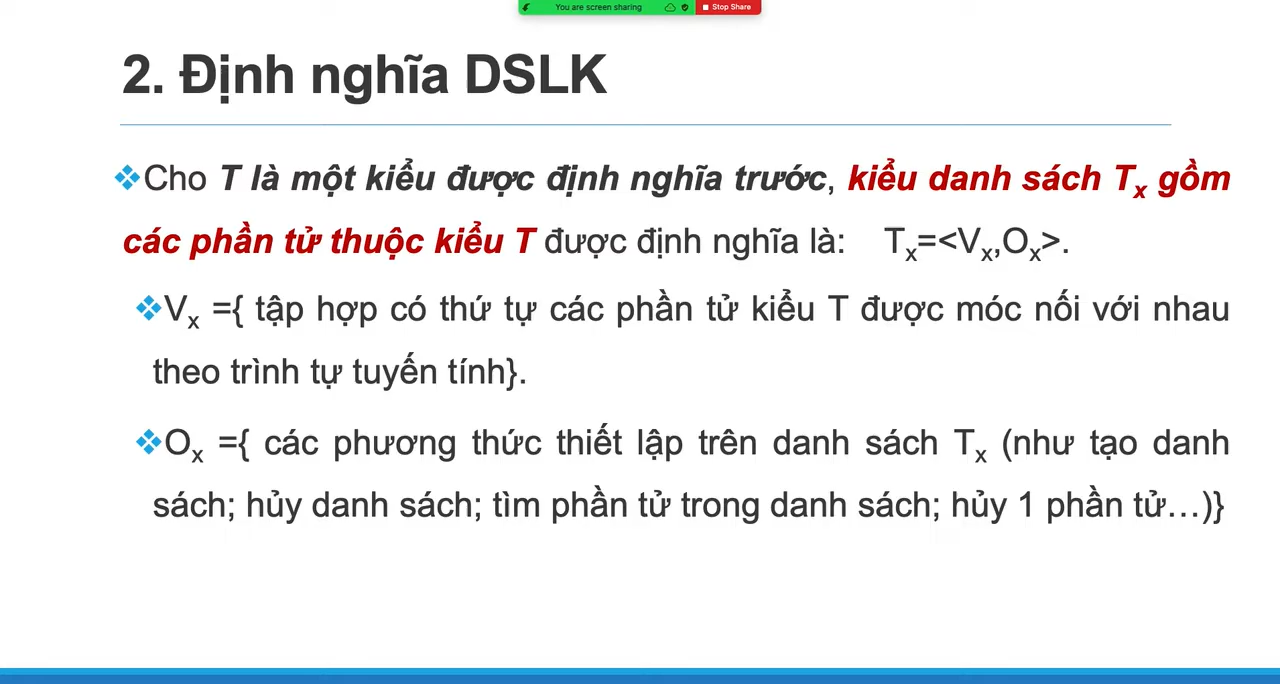 You are screen sharing
Stop Share
2. Định nghĩa DSLK
Cho T là một kiểu được định nghĩa trước, kiểu danh sách Tx gồm
các phần tử thuộc kiểu T được định nghĩa là: Tx=<Vx,Ox>.
Vx ={ tập hợp có thứ tự các phần tử kiểu T được móc nối với nhau
theo trình tự tuyến tính}.
Ox ={ các phương thức thiết lập trên danh sách Tx (như tạo danh
sách; hủy danh sách; tìm phần tử trong danh sách; hủy 1 phần tử…)}